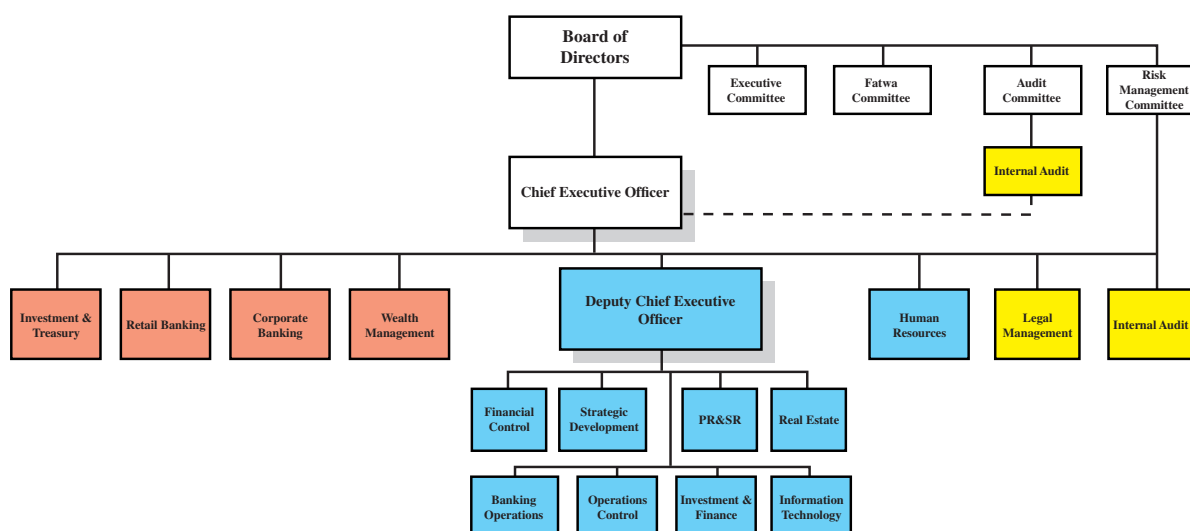 Board of
Directors
Executive
Committee
Fatwa
Committee
Audit
Committee
Risk
Management
Committee
Internal Audit
Chief Executive Officer
Investment &
Treasury
Retail Banking
Corporate
Banking
Wealth
Management
Deputy Chief Executive
Officer
Human
Resources
Legal
Management
Internal Audit
Financial
Control
Strategic
Development
PR&SR
Real Estate
Banking
Operations
Operations
Control
Investment &
Finance
Information
Technology